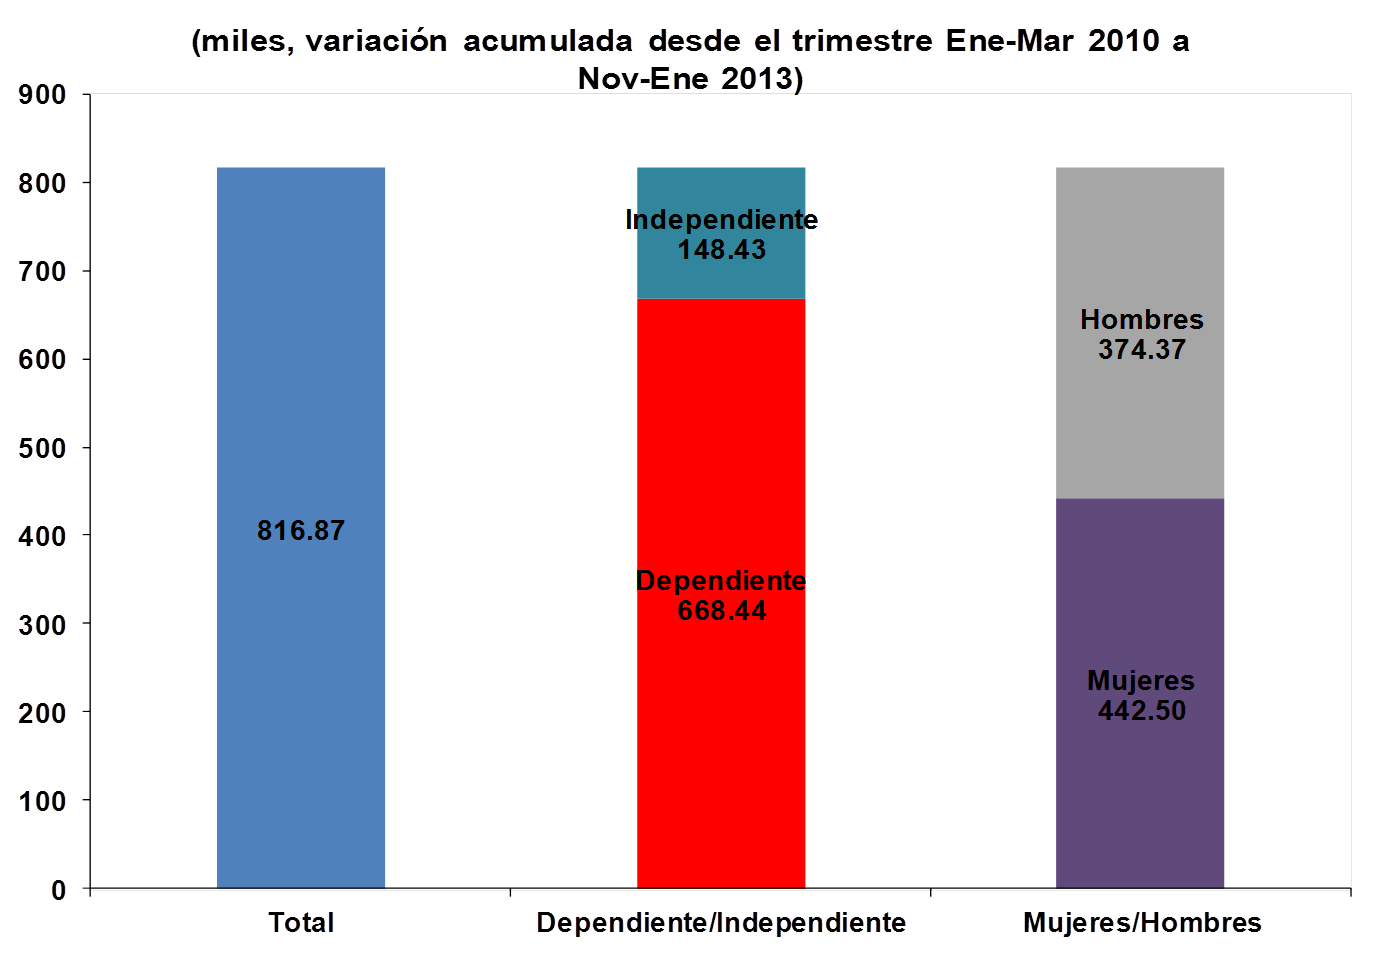 (miles, variación acumulada desde el trimestre Ene-Mar 2010 a
Nov-Ene 2013)
900
800
700
600
500
400
300
200
100
0
816.87
Independiente
148.43
Dependiente
668.44
Hombres
374.37
Mujeres
442.50
Total
Dependiente/Independiente
Mujeres/Hombres